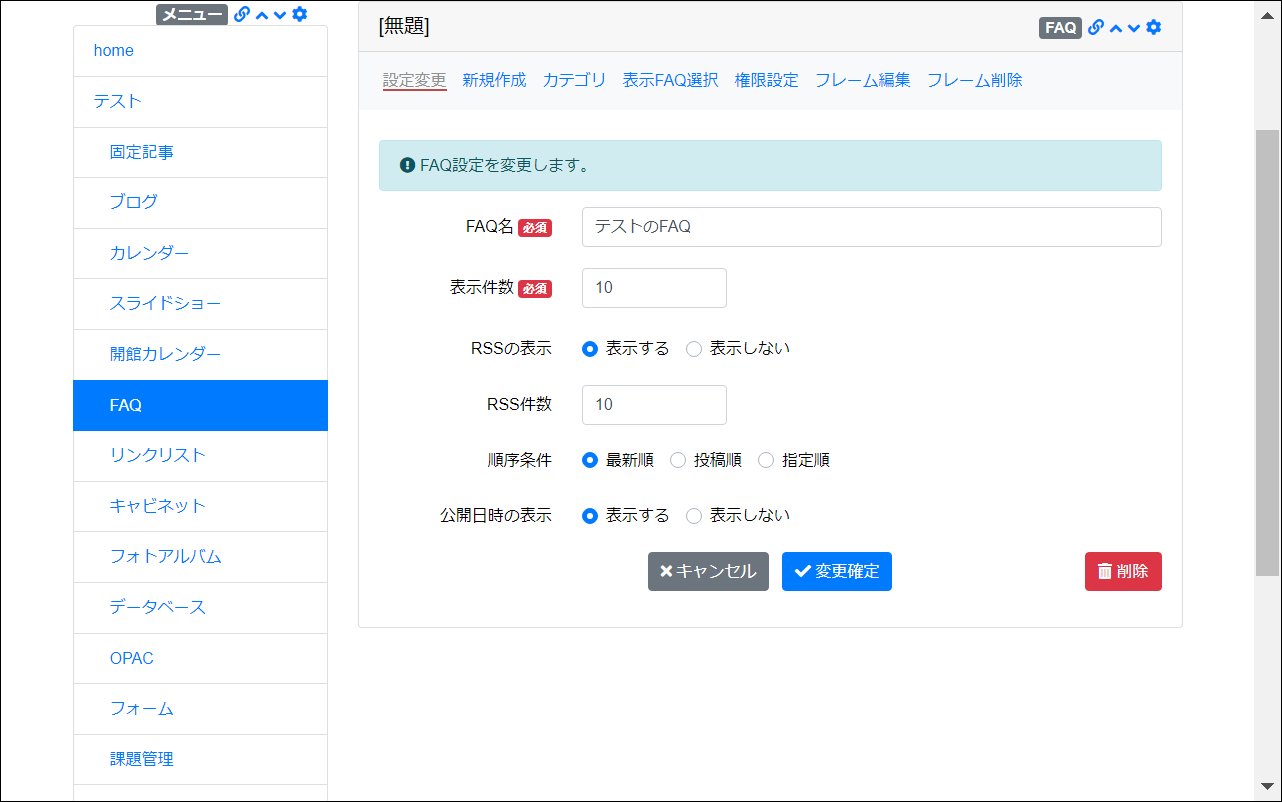 メニュー
home
テスト
固定記事
ブログ
カレンダー
スライドショー
開館カレンダー
FAQ
リンクリスト
キャビネット
フォトアルバム
データベース
OPAC
フォーム
課題管理
[無題]
FAQ
設定変更 新規作成 カテゴリ 表示FAQ選択 権限設定 フレーム編集 フレーム削除
FAQ設定を変更します。
FAQ名 必須 テストのFAQ
表示件数 必須 10
RSSの表示 表示する 表示しない
RSS件数 10
順序条件 最新順 投稿順 指定順
公開日時の表示 表示する 表示しない
キャンセル 変更確定 削除